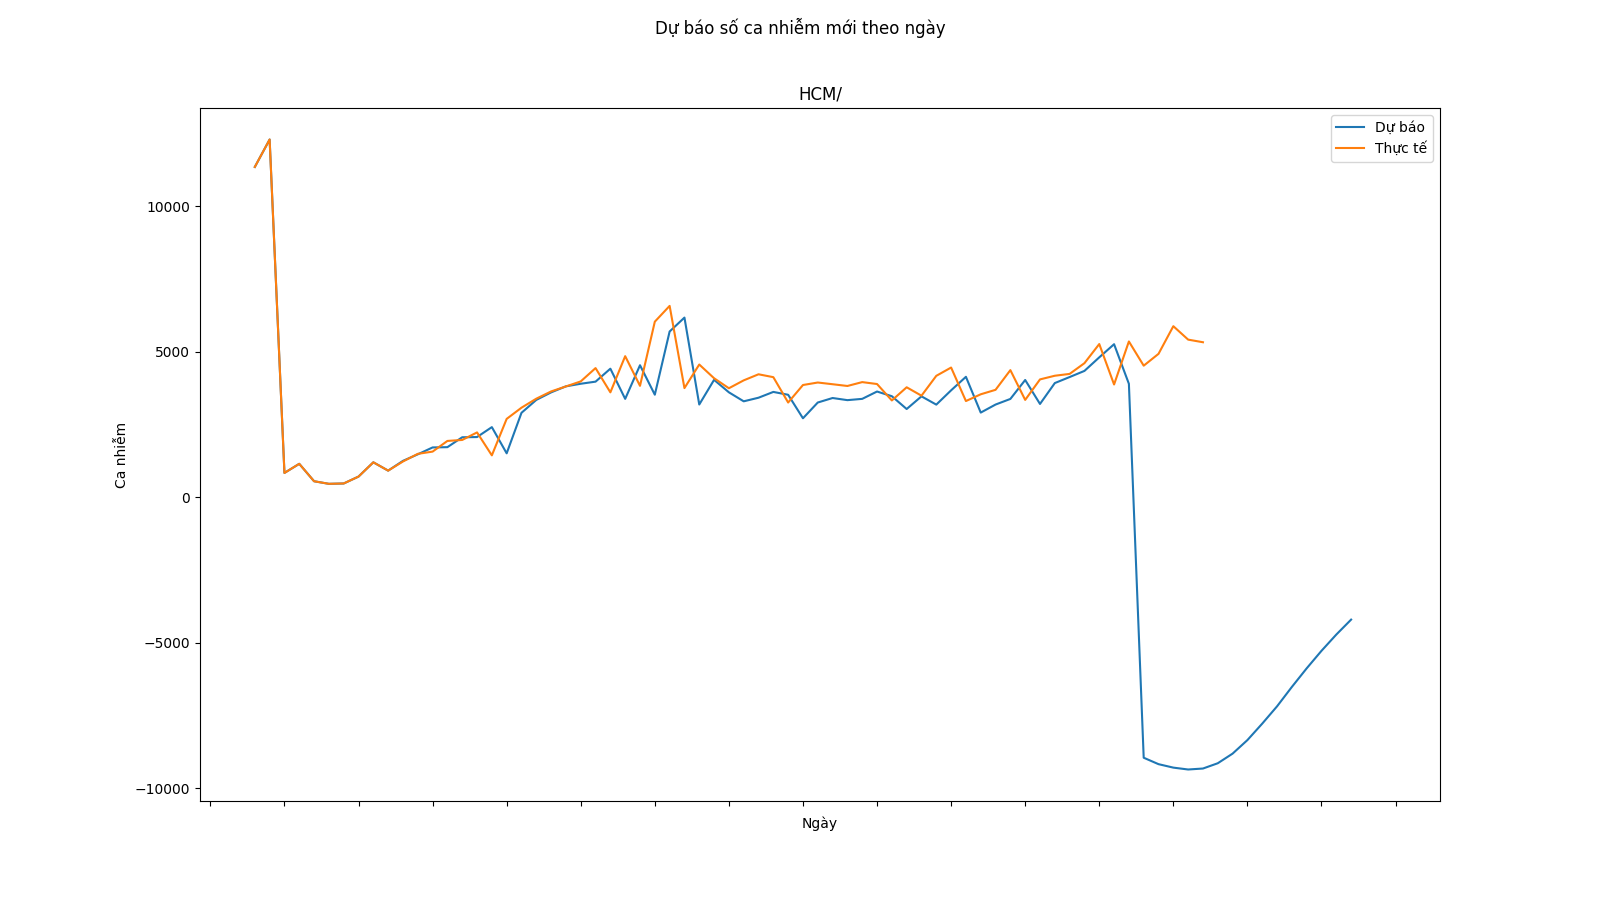 Dự báo số ca nhiễm mới theo ngày
HCM/
Dự báo
Thực tế
10000
5000
0
−5000
−10000
Ca nhiễm
Ngày